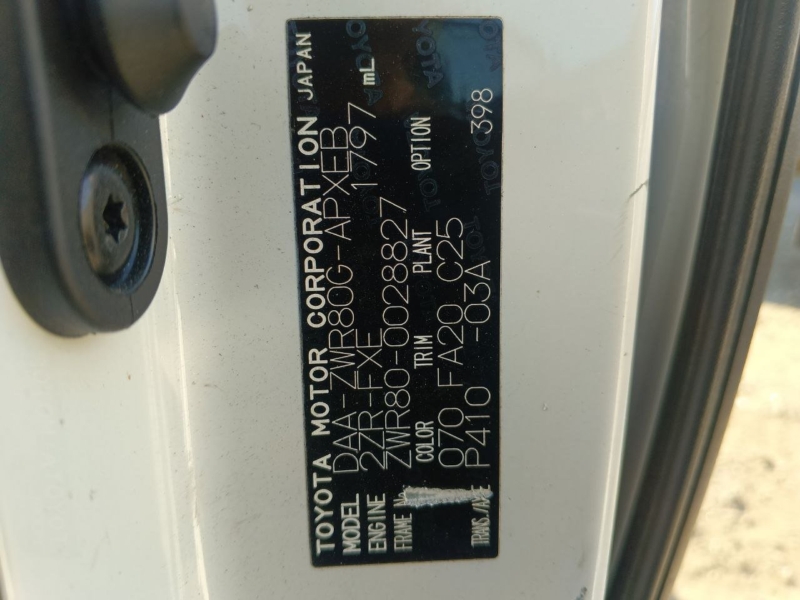 TOYOTA MOTOR CORPORATION JAPAN
MODEL DAA-ZWR80G-APXEB
ENGINE 2ZR-FXE 1797 mL
FRAME No. ZWR80-0028827
COLOR TRIM PLANT OPTION
070 FA20 C25
TRANS./AXLE P410 -03A 398